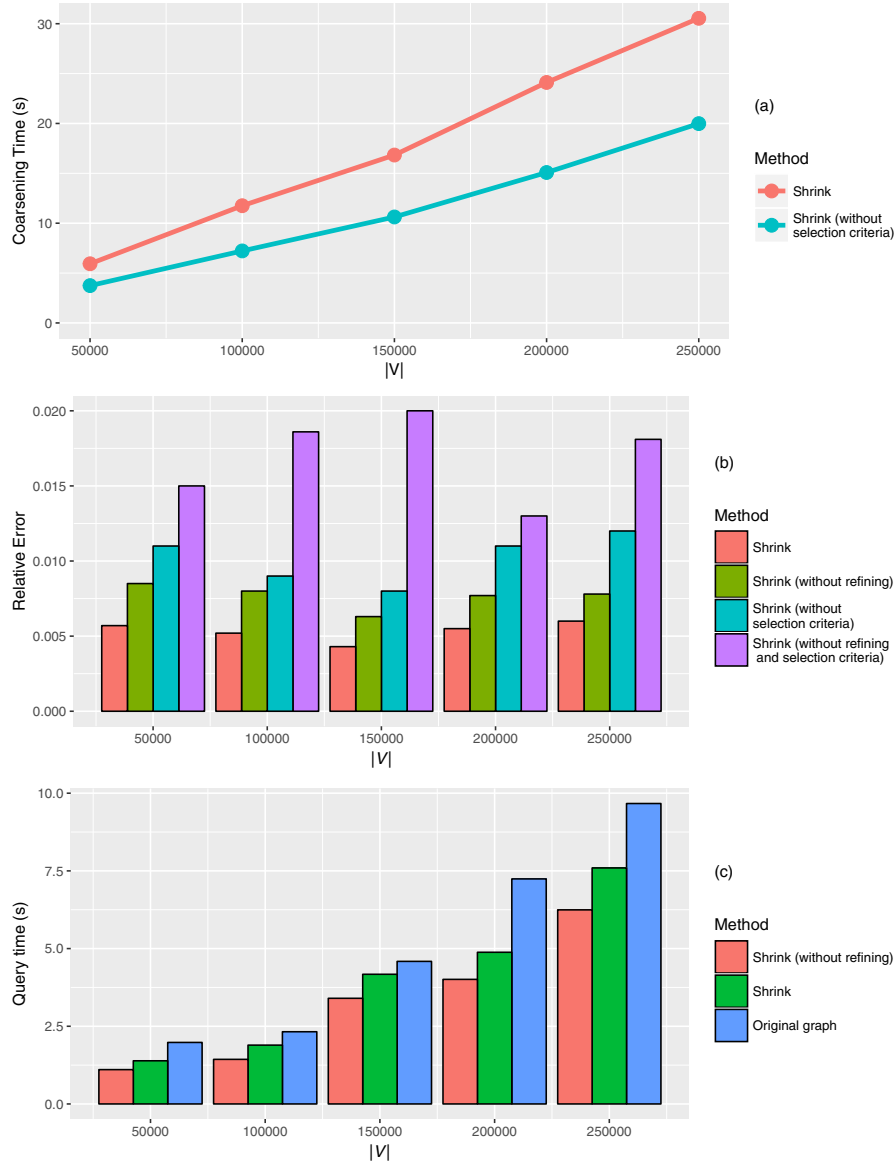 30
20
10
0
Coarsening Time (s)
50000 100000 150000 200000 250000
|V|
(a)
Method
Shrink
Shrink (without
selection criteria)
0.020
0.015
0.010
0.005
0.000
Relative Error
50000 100000 150000 200000 250000
|V|
(b)
Method
Shrink
Shrink (without refining)
Shrink (without
selection criteria)
Shrink (without refining
and selection criteria)
10.0
7.5
5.0
2.5
0.0
Query time (s)
50000 100000 150000 200000 250000
|V|
(c)
Method
Shrink (without refining)
Shrink
Original graph